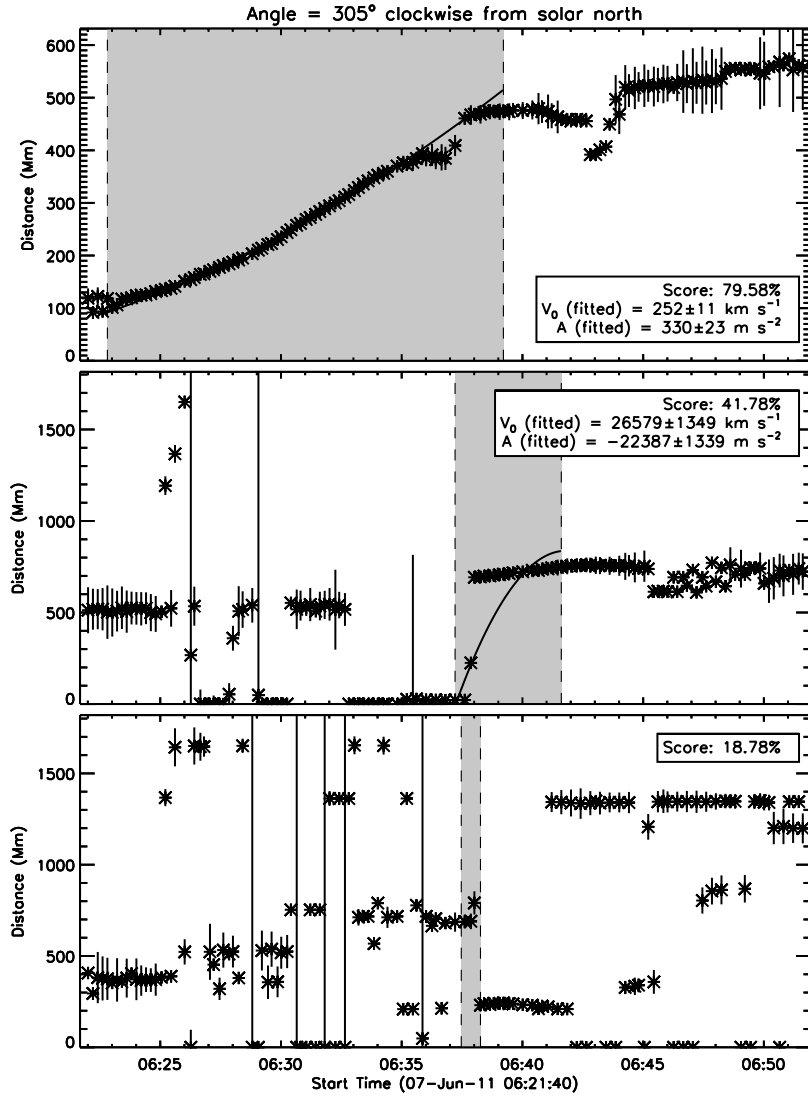 Angle = 305° clockwise from solar north
Distance (Mm)
600
500
400
300
200
100
0
Score: 79.58%
V₀ (fitted) = 252±11 km s⁻¹
A (fitted) = 330±23 m s⁻²
Distance (Mm)
1500
1000
500
0
Score: 41.78%
V₀ (fitted) = 26579±1349 km s⁻¹
A (fitted) = −22387±1339 m s⁻²
Distance (Mm)
1500
1000
500
0
Score: 18.78%
06:25 06:30 06:35 06:40 06:45 06:50
Start Time (07-Jun-11 06:21:40)